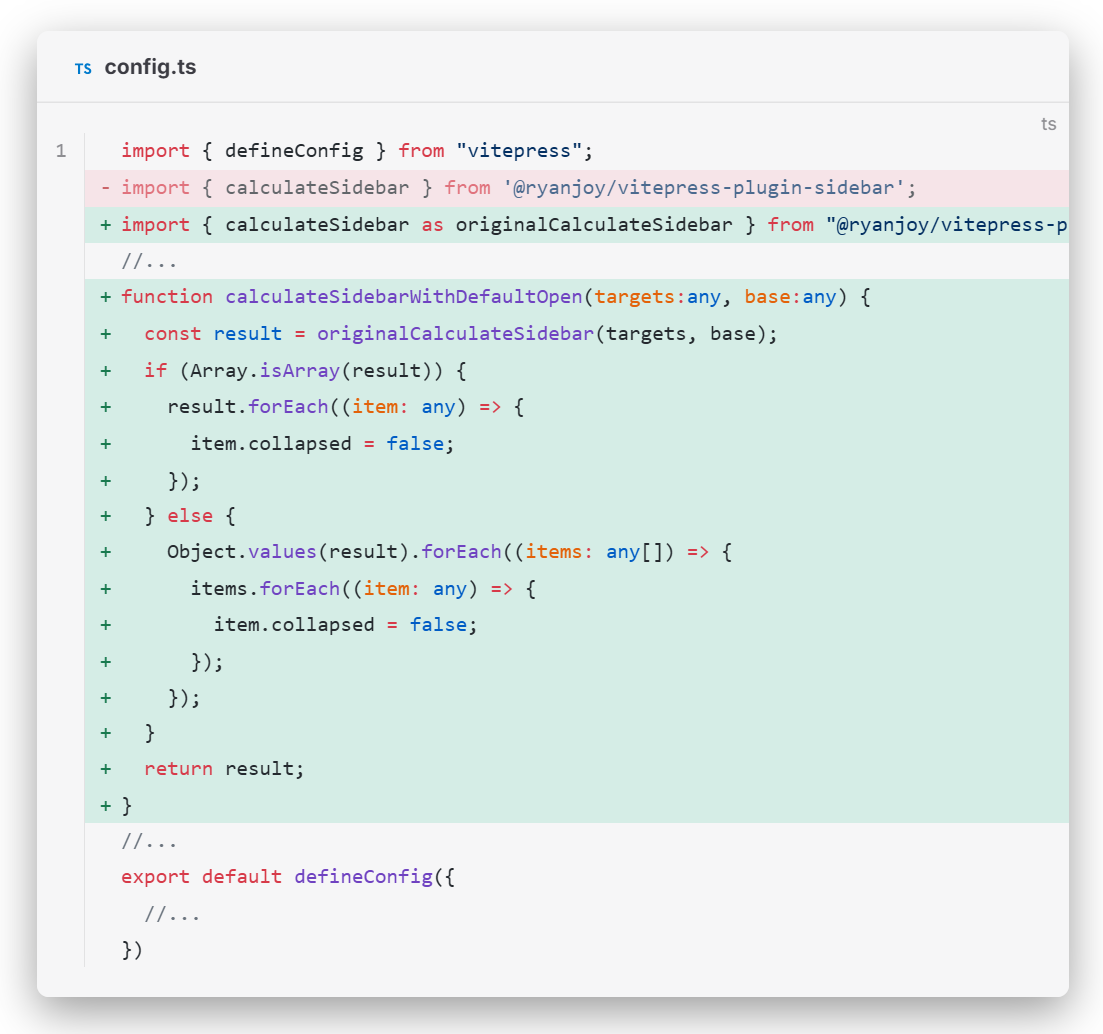 TS config.ts
ts
1 import { defineConfig } from "vitepress";
- import { calculateSidebar } from '@ryanjoy/vitepress-plugin-sidebar';
+ import { calculateSidebar as originalCalculateSidebar } from "@ryanjoy/vitepress-p
//...
+ function calculateSidebarWithDefaultOpen(targets:any, base:any) {
+   const result = originalCalculateSidebar(targets, base);
+   if (Array.isArray(result)) {
+     result.forEach((item: any) => {
+       item.collapsed = false;
+     });
+   } else {
+     Object.values(result).forEach((items: any[]) => {
+       items.forEach((item: any) => {
+         item.collapsed = false;
+       });
+     });
+   }
+   return result;
+ }
//...
export default defineConfig({
  //...
})